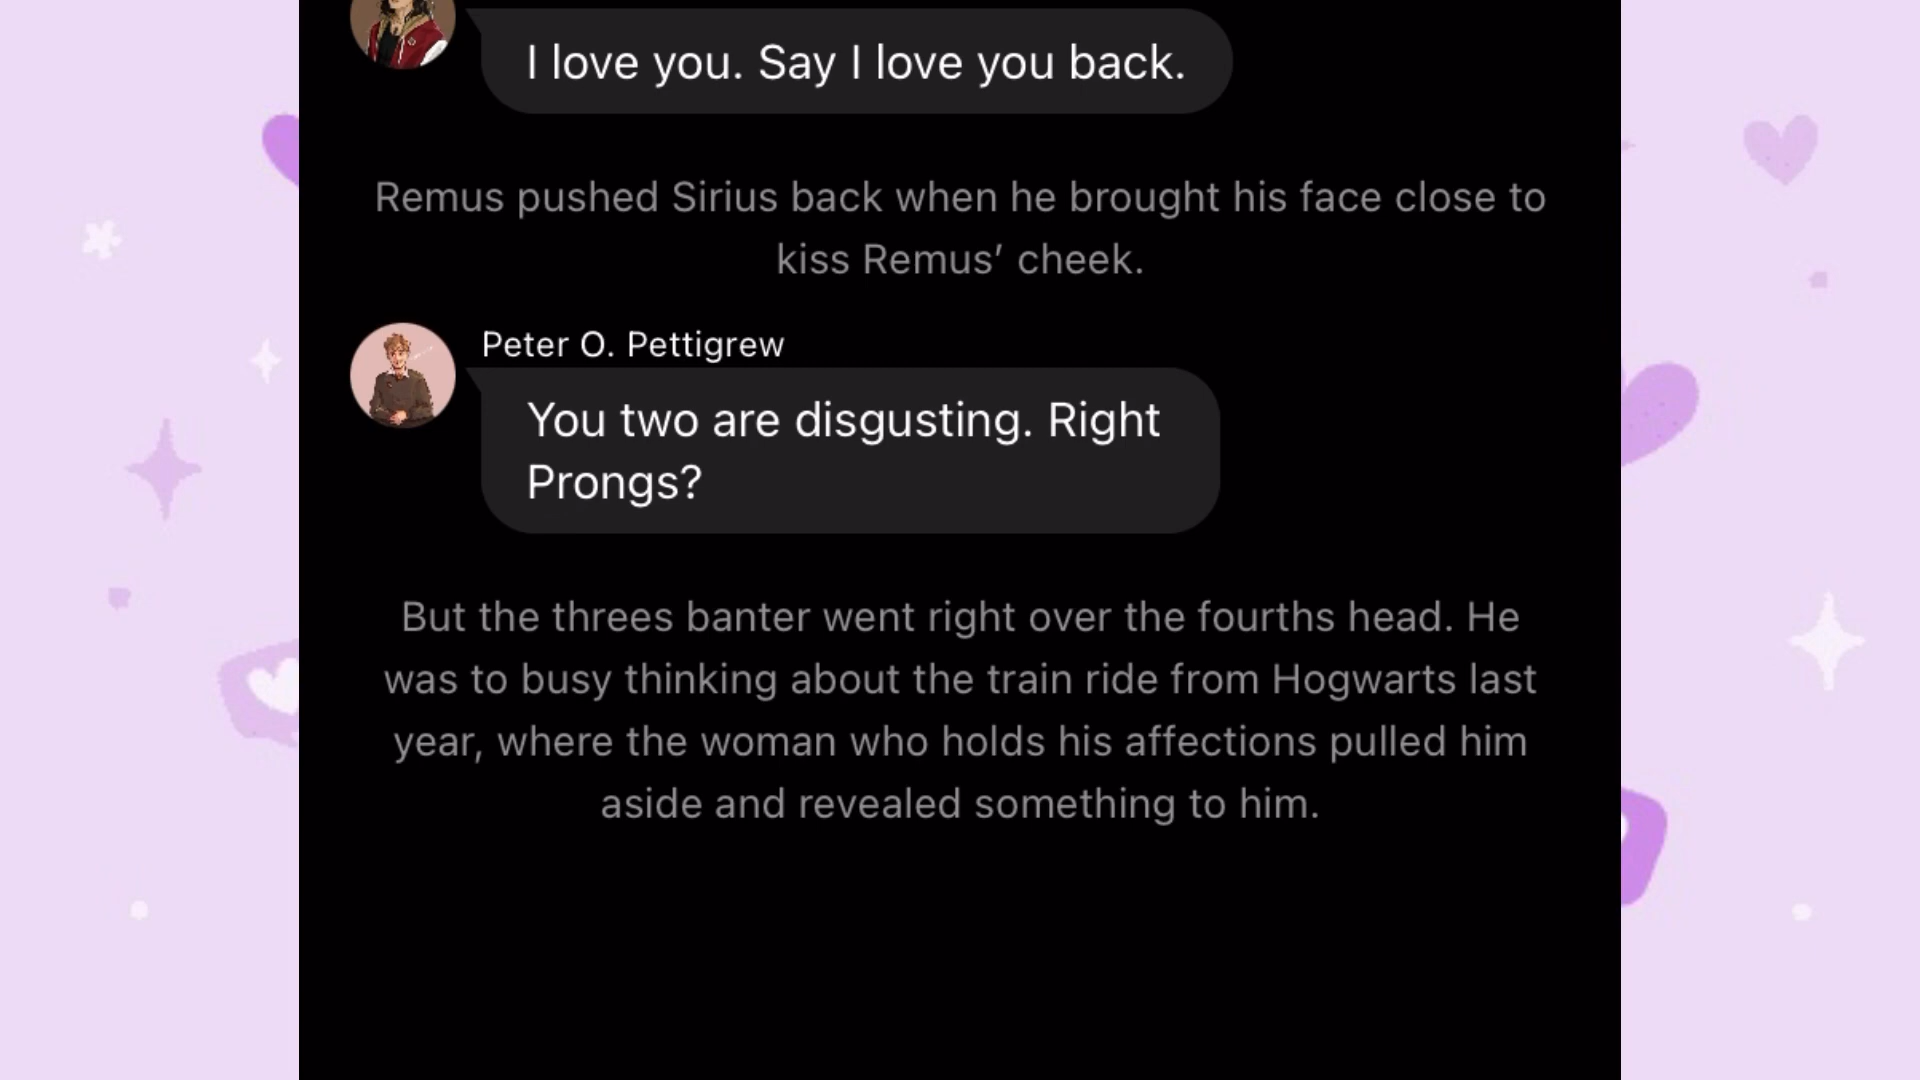 I love you. Say I love you back.
Remus pushed Sirius back when he brought his face close to
kiss Remus’ cheek.
Peter O. Pettigrew
You two are disgusting. Right
Prongs?
But the threes banter went right over the fourths head. He
was to busy thinking about the train ride from Hogwarts last
year, where the woman who holds his affections pulled him
aside and revealed something to him.